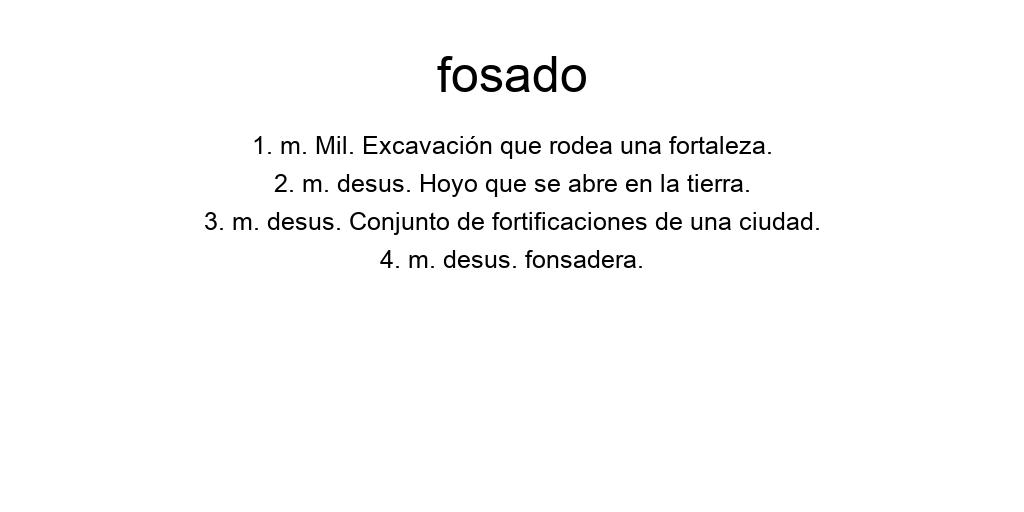 fosado
1. m. Mil. Excavación que rodea una fortaleza.
2. m. desus. Hoyo que se abre en la tierra.
3. m. desus. Conjunto de fortificaciones de una ciudad.
4. m. desus. fonsadera.